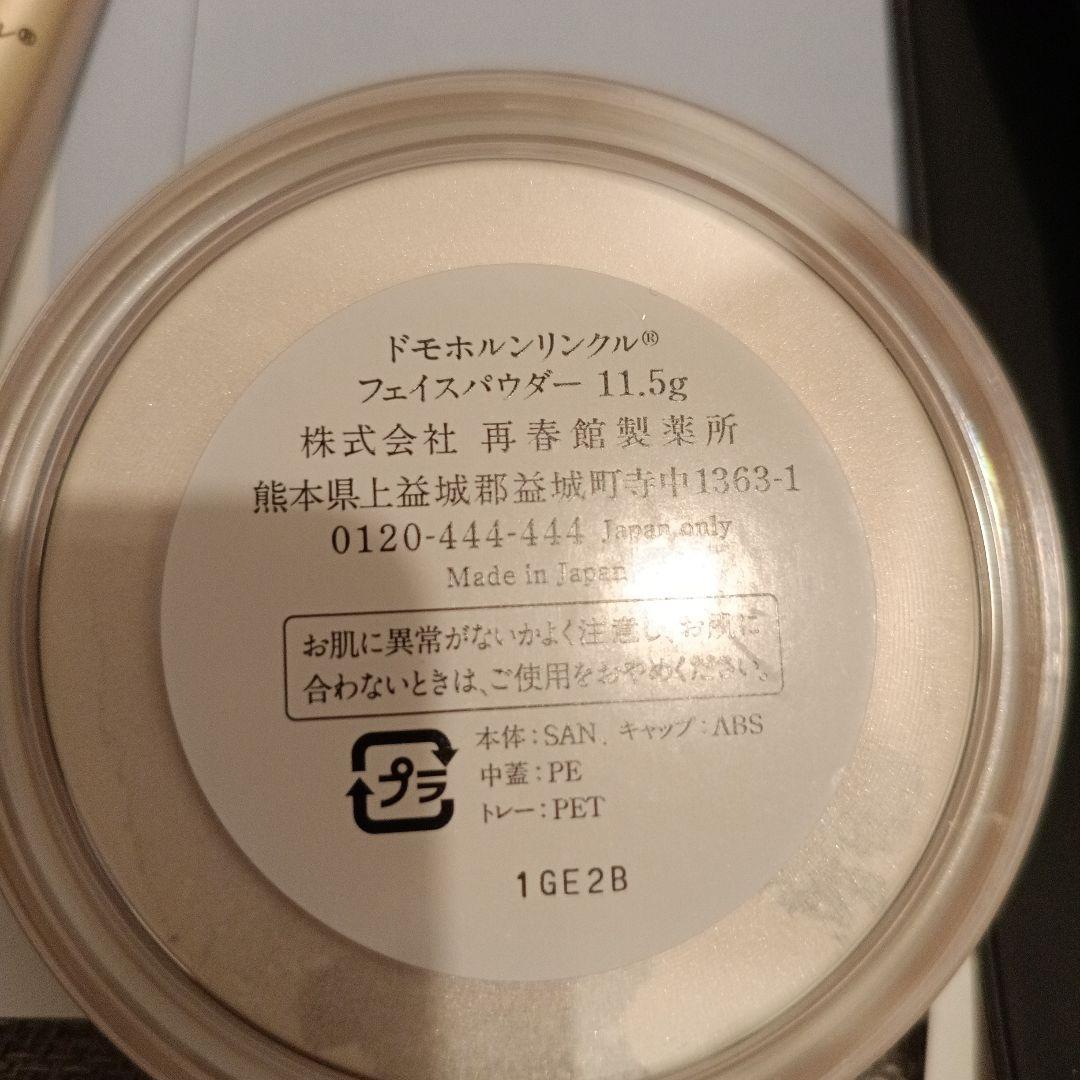 ドモホルンリンクル®
フェイスパウダー 11.5g
株式会社 再春館製薬所
熊本県上益城郡益城町寺中1363-1
0120-444-444 Japan only
Made in Japan
お肌に異常がないかよく注意し、お肌に
合わないときは、ご使用をおやめください。
プラ
本体：SAN、キャップ：ABS
中蓋：PE
トレー：PET
1GE2B